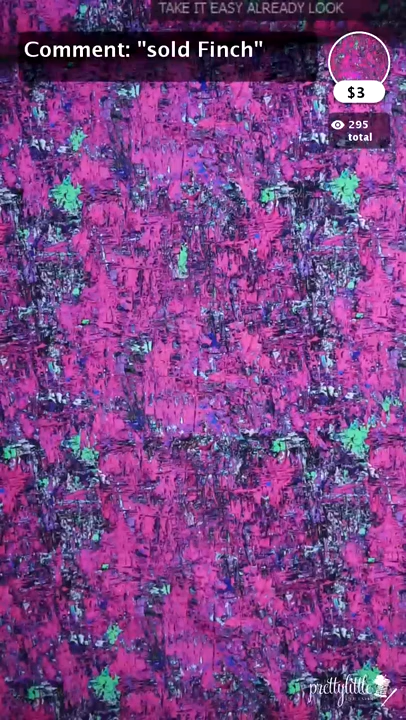 TAKE IT EASY ALREADY LOOK
Comment: "sold Finch"
$3
295
total
prettylittle